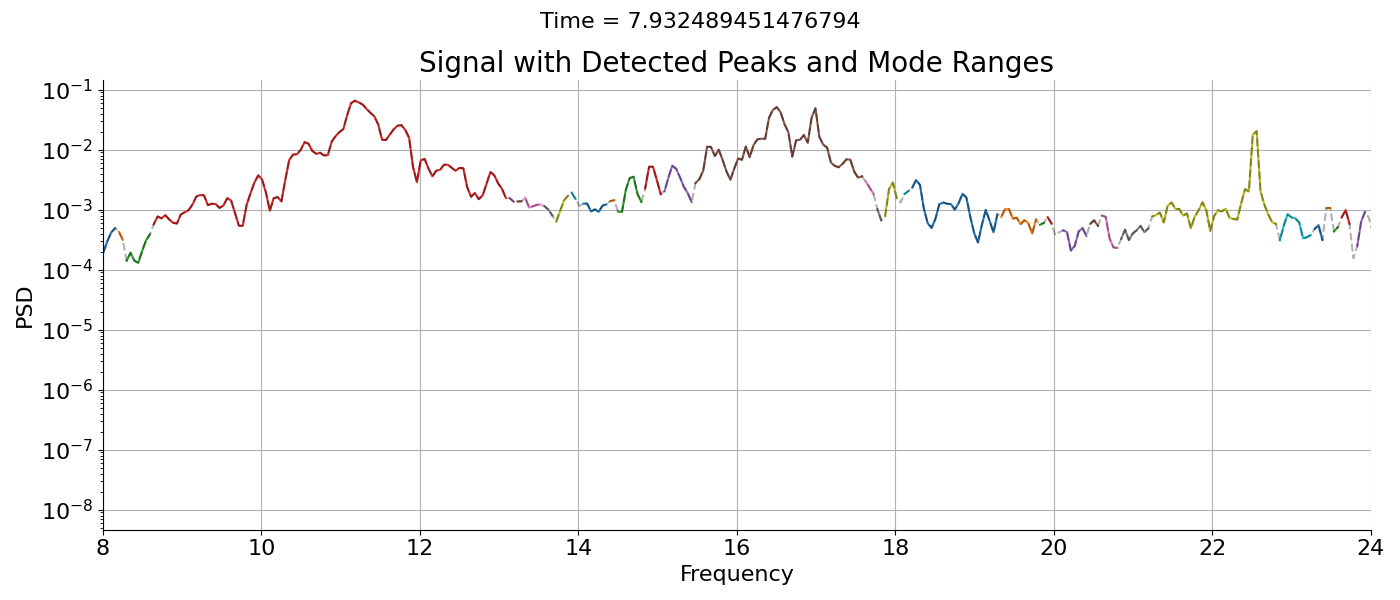 Time = 7.932489451476794
Signal with Detected Peaks and Mode Ranges
10⁻¹
10⁻²
10⁻³
10⁻⁴
10⁻⁵
10⁻⁶
10⁻⁷
10⁻⁸
PSD
8 10 12 14 16 18 20 22 24
Frequency